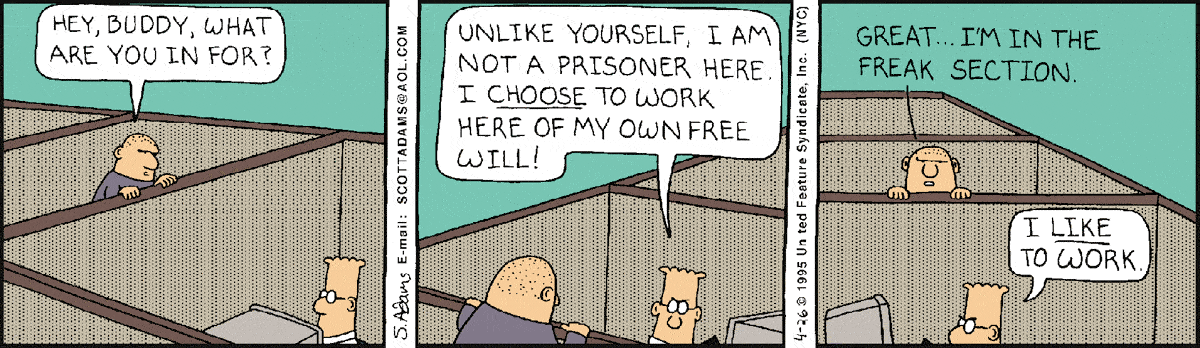 HEY, BUDDY, WHAT
ARE YOU IN FOR?
S. Adams E-mail: SCOTTADAMS@AOL.COM
UNLIKE YOURSELF, I AM
NOT A PRISONER HERE.
I CHOOSE TO WORK
HERE OF MY OWN FREE
WILL!
4-26 © 1995 United Feature Syndicate, Inc. (NYC)
GREAT... I'M IN THE
FREAK SECTION.
I LIKE
TO WORK.